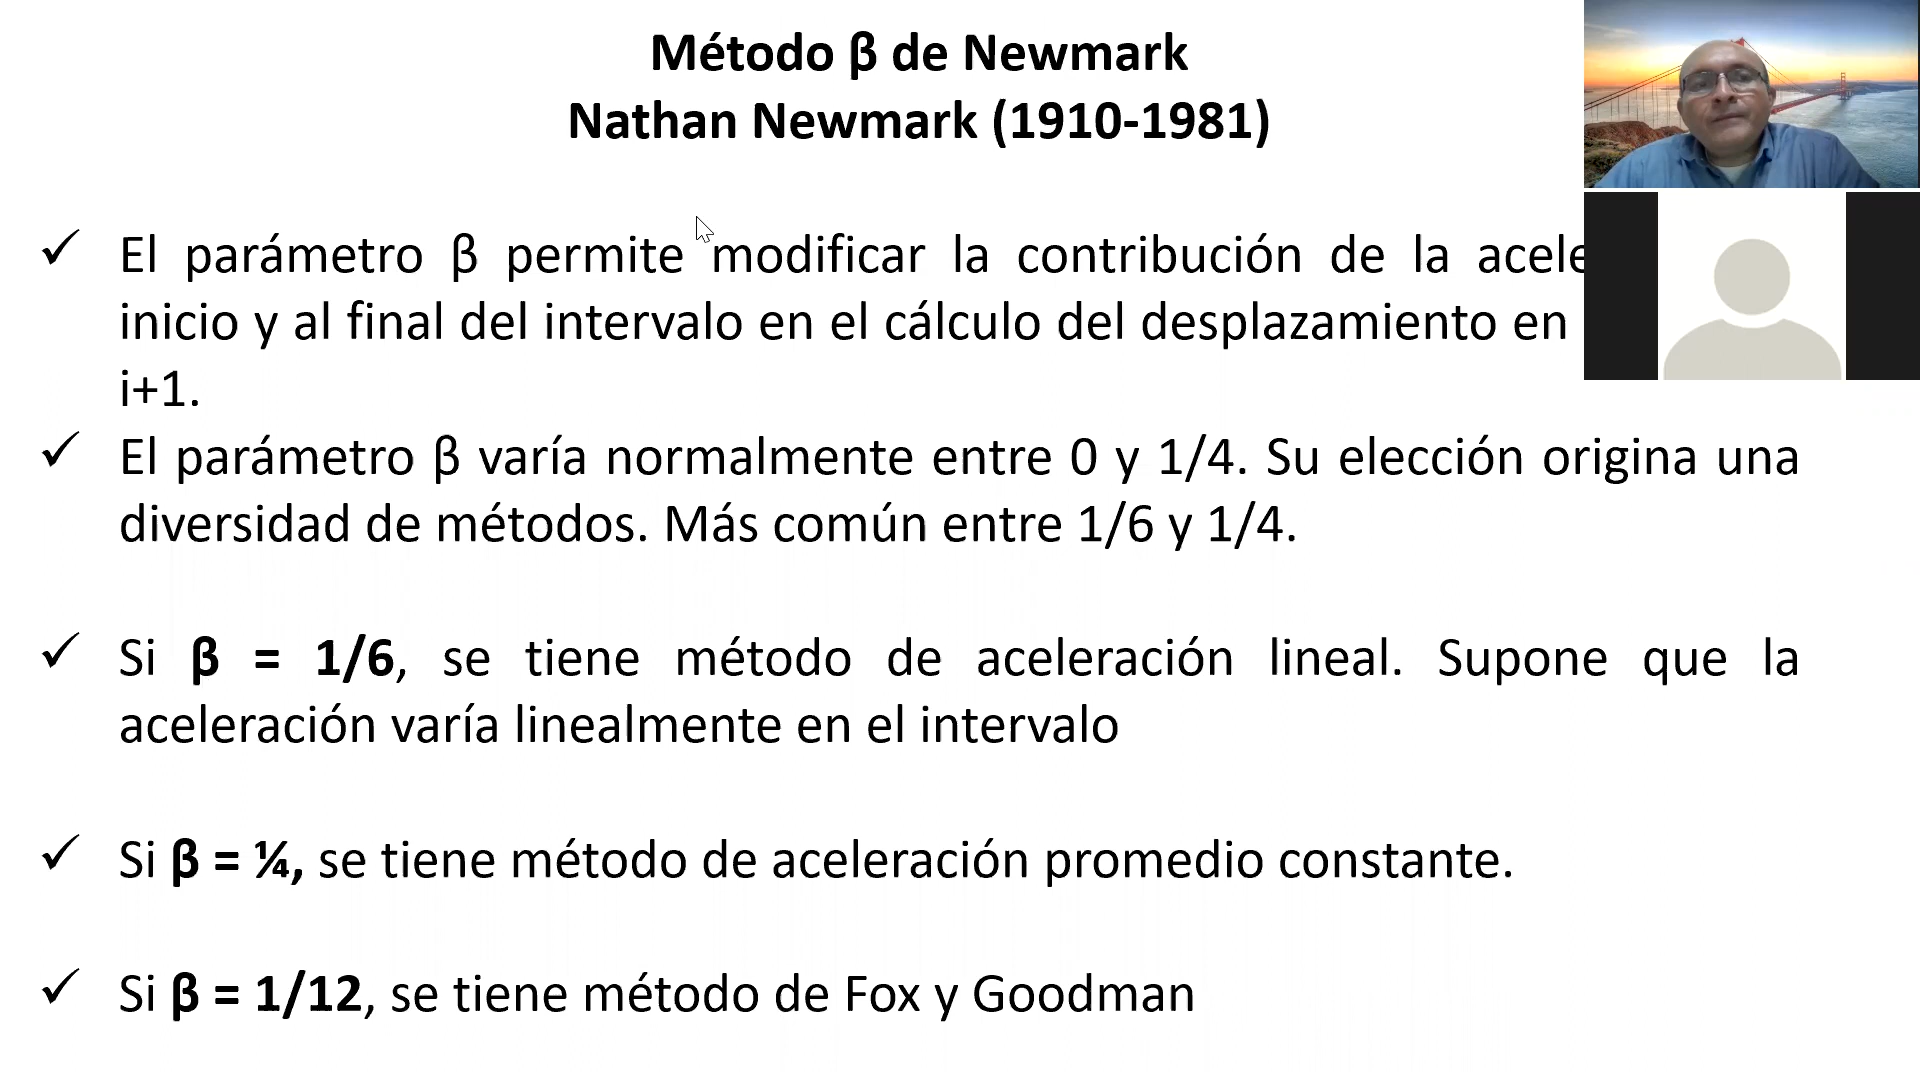 Método β de Newmark
Nathan Newmark (1910-1981)
✓ El parámetro β permite modificar la contribución de la
inicio y al final del intervalo en el cálculo del desplazamiento en
i+1.
✓ El parámetro β varía normalmente entre 0 y 1/4. Su elección origina una
diversidad de métodos. Más común entre 1/6 y 1/4.
✓ Si β = 1/6, se tiene método de aceleración lineal. Supone que la
aceleración varía linealmente en el intervalo
✓ Si β = ¼, se tiene método de aceleración promedio constante.
✓ Si β = 1/12, se tiene método de Fox y Goodman